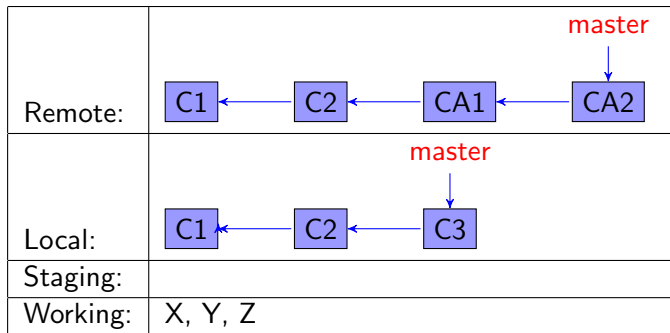 master
Remote: C1 C2 CA1 CA2
master
Local: C1 C2 C3
Staging:
Working: X, Y, Z